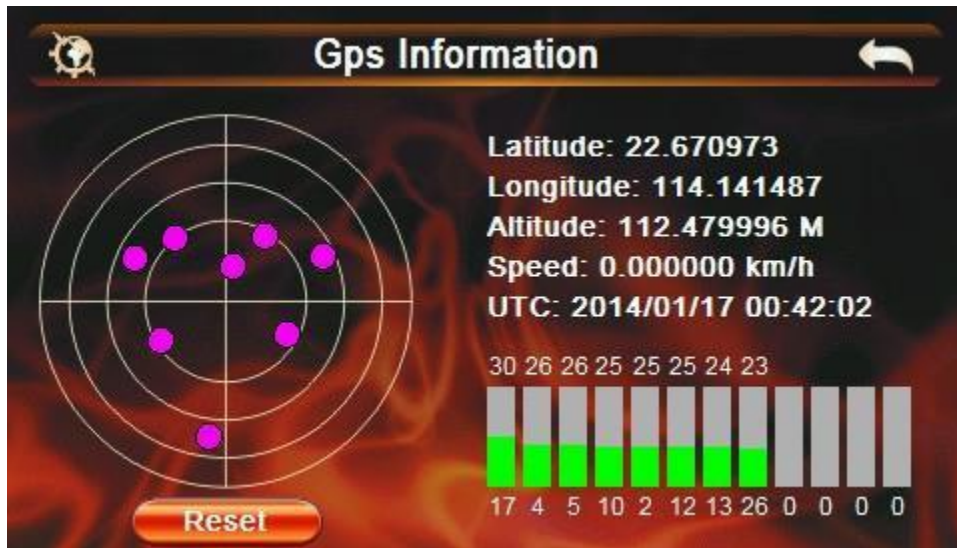 Gps Information
Latitude: 22.670973
Longitude: 114.141487
Altitude: 112.479996 M
Speed: 0.000000 km/h
UTC: 2014/01/17 00:42:02
30 26 26 25 25 25 24 23
17 4 5 10 2 12 13 26 0 0 0 0
Reset